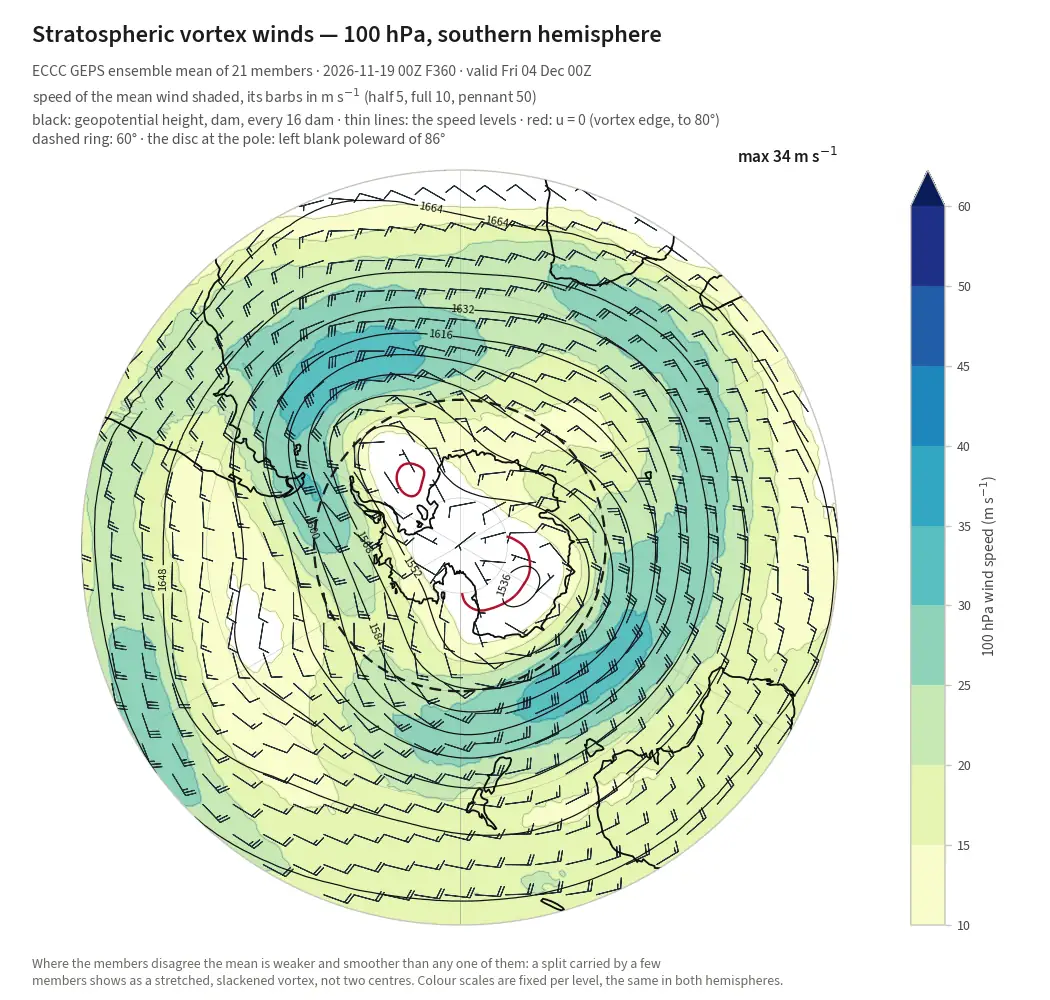 Stratospheric vortex winds — 100 hPa, southern hemisphere
ECCC GEPS ensemble mean of 21 members · 2026-11-19 00Z F360 · valid Fri 04 Dec 00Z
speed of the mean wind shaded, its barbs in m s⁻¹ (half 5, full 10, pennant 50)
black: geopotential height, dam, every 16 dam · thin lines: the speed levels · red: u = 0 (vortex edge, to 80°)
dashed ring: 60° · the disc at the pole: left blank poleward of 86°
max 34 m s⁻¹
1664
1664
1632
1616
1600
1568
1552
1536
1648
1584
60
50
45
40
35
30
25
20
15
10
100 hPa wind speed (m s⁻¹)
Where the members disagree the mean is weaker and smoother than any one of them: a split carried by a few
members shows as a stretched, slackened vortex, not two centres. Colour scales are fixed per level, the same in both hemispheres.